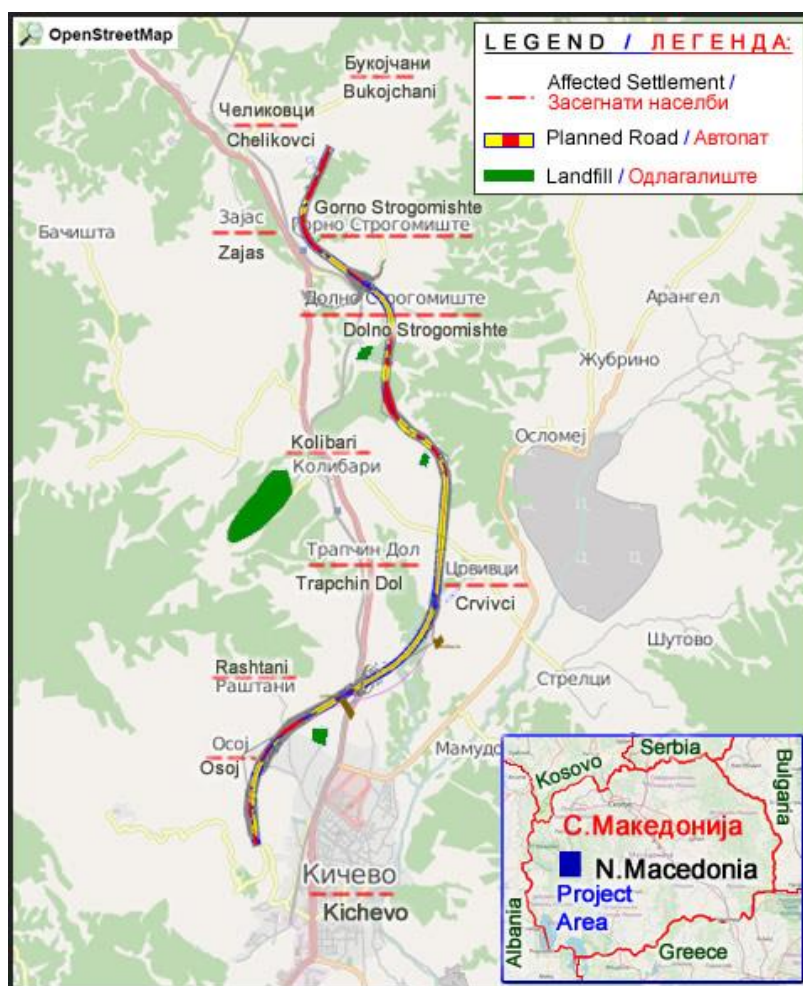 OpenStreetMap
LEGEND / ЛЕГЕНДА:
Affected Settlement /
Засегнати населби
Planned Road / Автопат
Landfill / Одлагалиште
Букојчани
Bukojchani
Челиковци
Chelikovci
Gorno Strogomishte
Зајас
Горно Строгомиште
Zajas
Бачишта
Долно Строгомиште
Dolno Strogomishte
Арангел
Жубрино
Осломеј
Kolibari
Колибари
Трапчин Дол
Trapchin Dol
Црвивци
Crvivci
Шутово
Rashtani
Раштани
Стрелци
Осој
Osoj
Мамудо
Кичево
Kichevo
Serbia
Kosovo
Bulgaria
С.Македонија
N.Macedonia
Project
Area
Albania
Greece